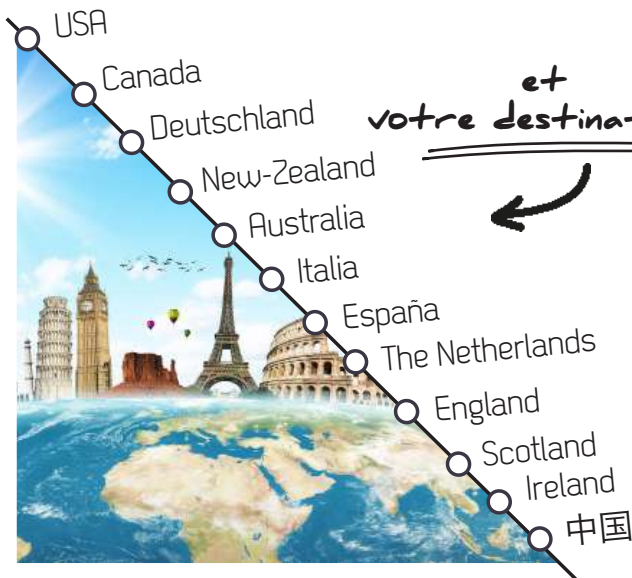 USA
Canada
et
Deutschland
votre destina
New-Zealand
Australia
Italia
España
The Netherlands
England
Scotland
Ireland
中国